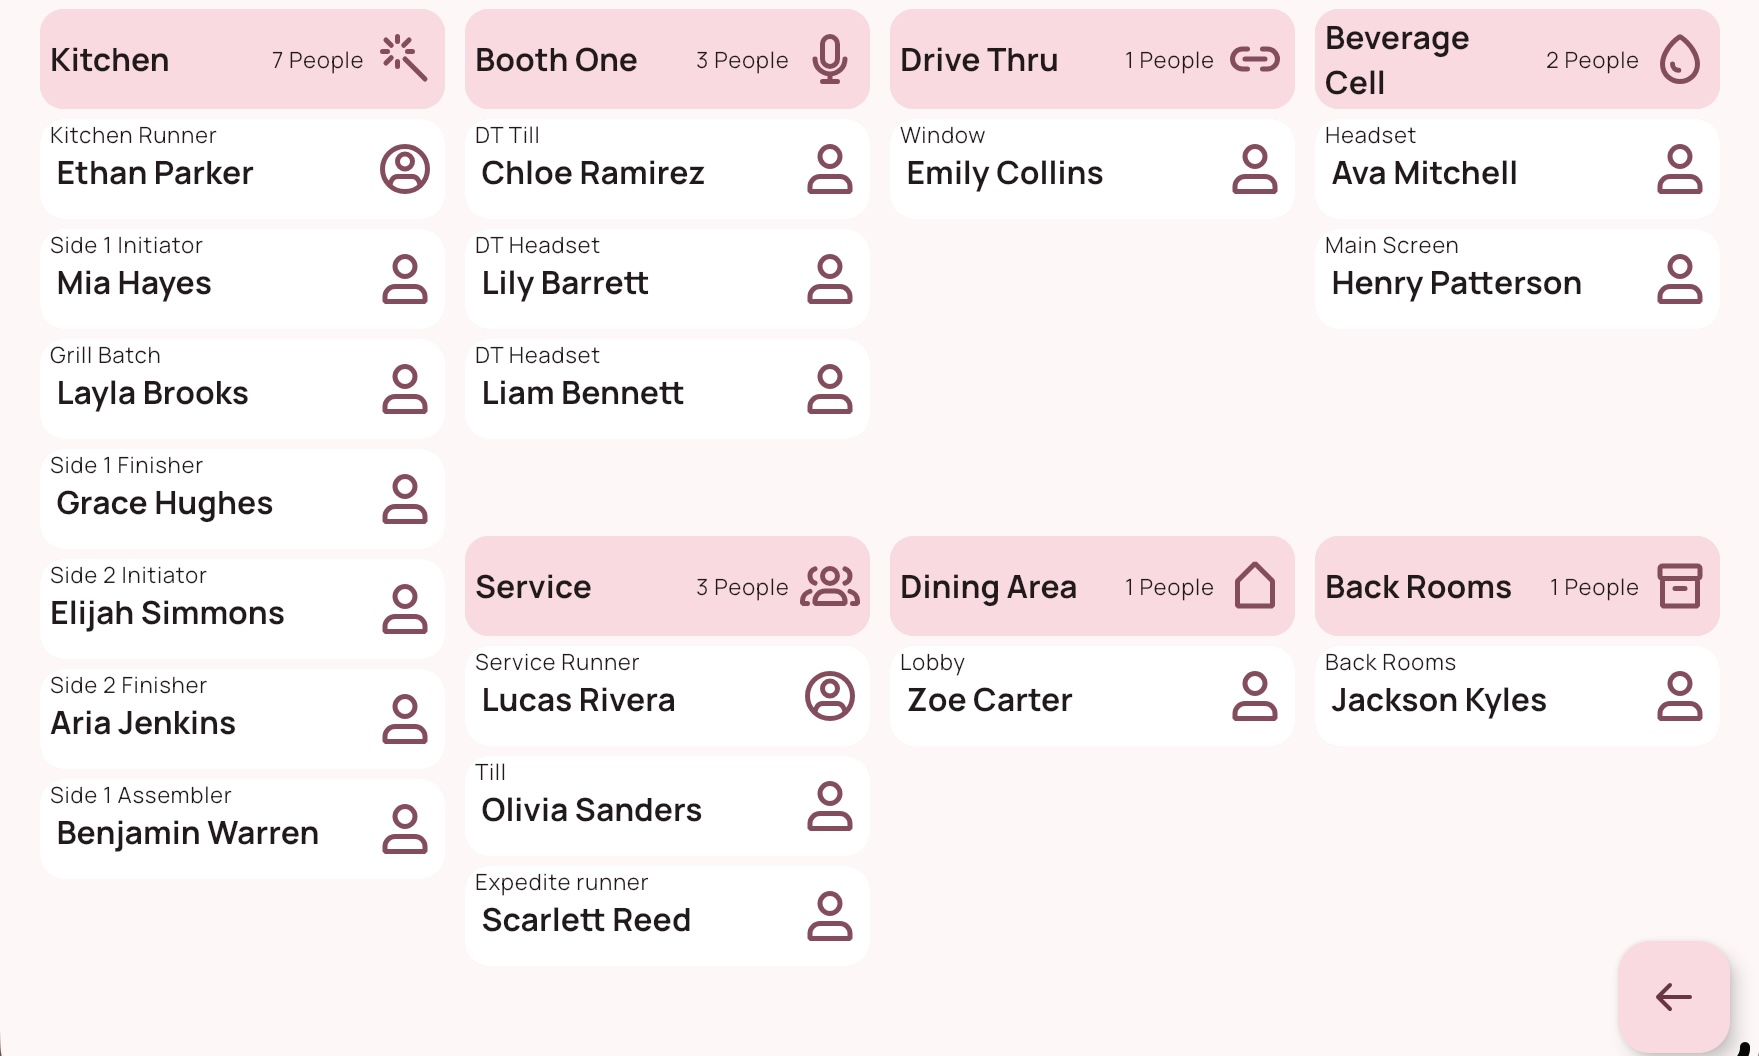 Kitchen
7 People
Kitchen Runner
Ethan Parker
Side 1 Initiator
Mia Hayes
Grill Batch
Layla Brooks
Side 1 Finisher
Grace Hughes
Side 2 Initiator
Elijah Simmons
Side 2 Finisher
Aria Jenkins
Side 1 Assembler
Benjamin Warren
Booth One
3 People
DT Till
Chloe Ramirez
DT Headset
Lily Barrett
DT Headset
Liam Bennett
Drive Thru
1 People
Window
Emily Collins
Beverage
Cell
2 People
Headset
Ava Mitchell
Main Screen
Henry Patterson
Service
3 People
Service Runner
Lucas Rivera
Till
Olivia Sanders
Expedite runner
Scarlett Reed
Dining Area
1 People
Lobby
Zoe Carter
Back Rooms
1 People
Back Rooms
Jackson Kyles